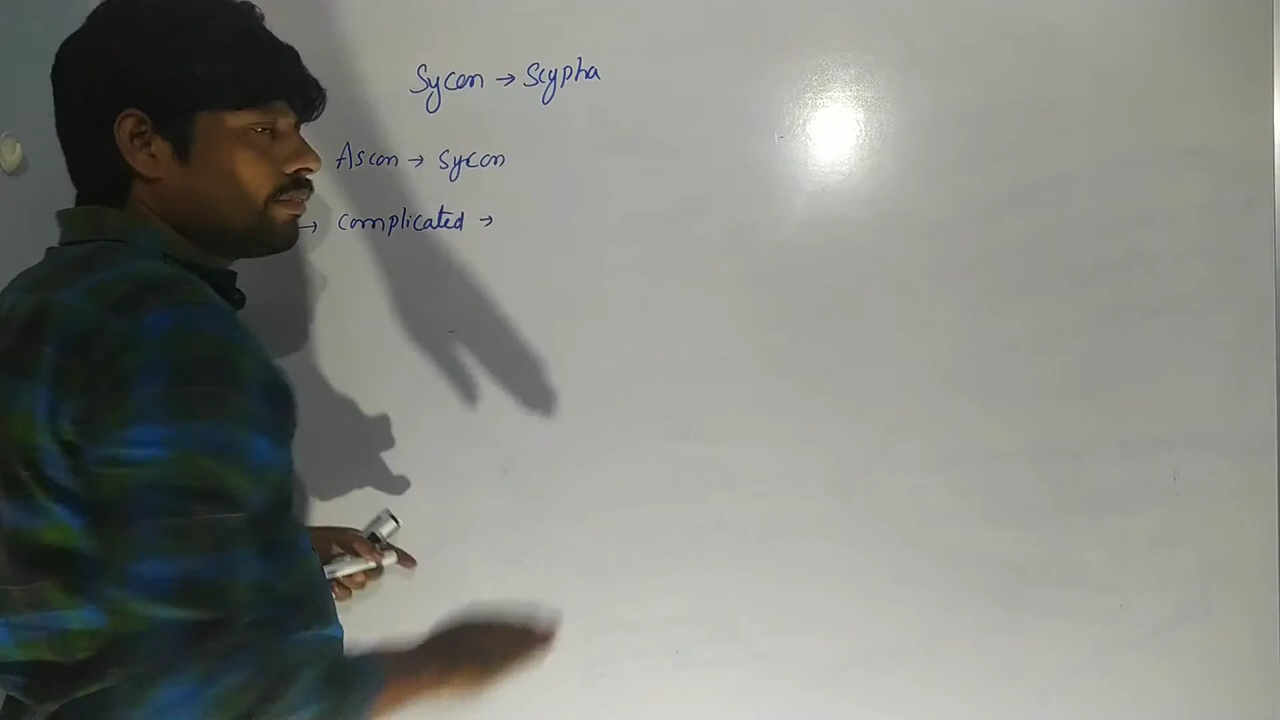 Sycon → Scypha
Ascon → Sycon
→ Complicated →